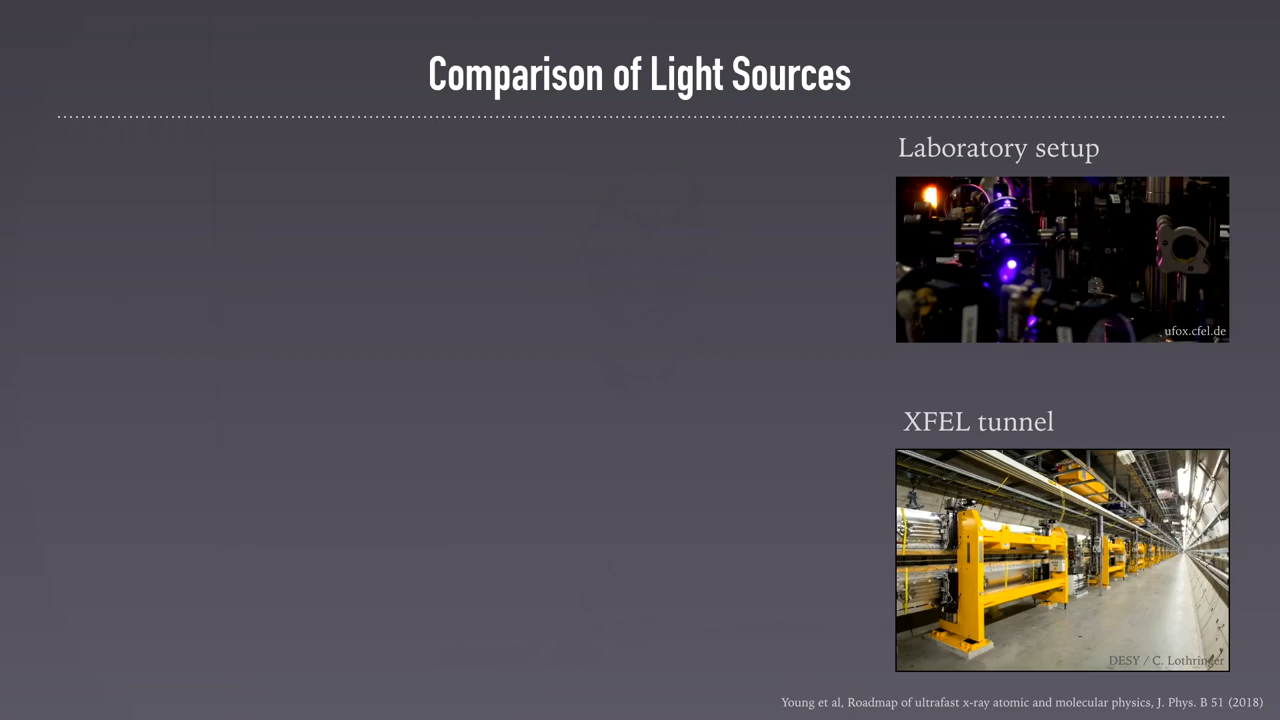 Comparison of Light Sources
Laboratory setup
ufox.cfel.de
XFEL tunnel
DESY / C. Lothringer
Young et al, Roadmap of ultrafast x-ray atomic and molecular physics, J. Phys. B 51 (2018)